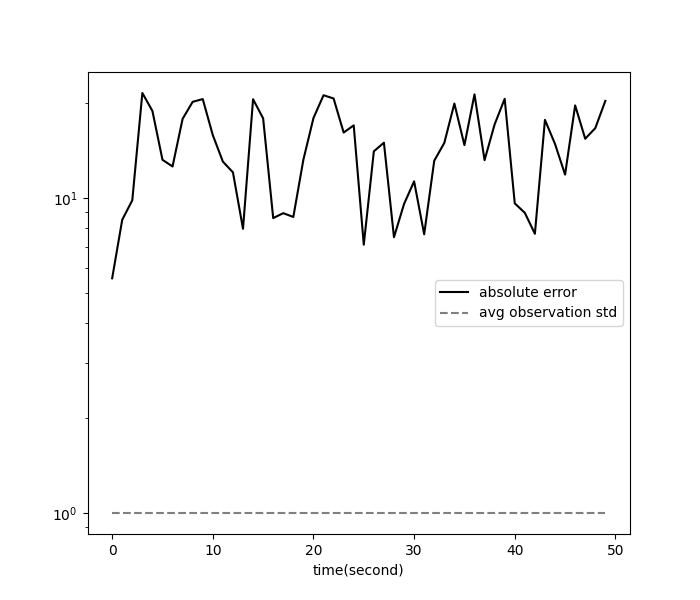 10¹
10⁰
absolute error
avg observation std
0 10 20 30 40 50
time(second)